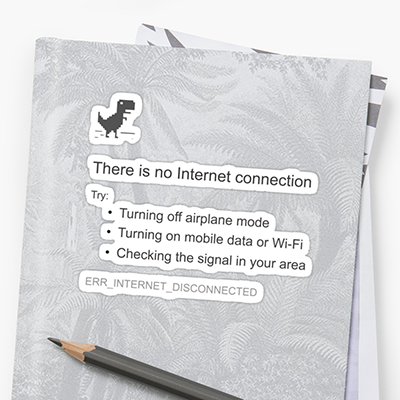 There is no Internet connection
Try:
• Turning off airplane mode
• Turning on mobile data or Wi-Fi
• Checking the signal in your area
ERR_INTERNET_DISCONNECTED